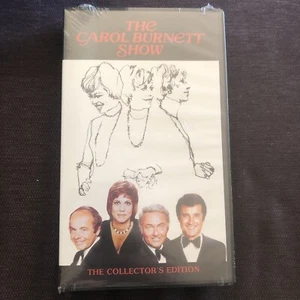 THE
CAROL BURNETT
SHOW
THE COLLECTOR'S EDITION